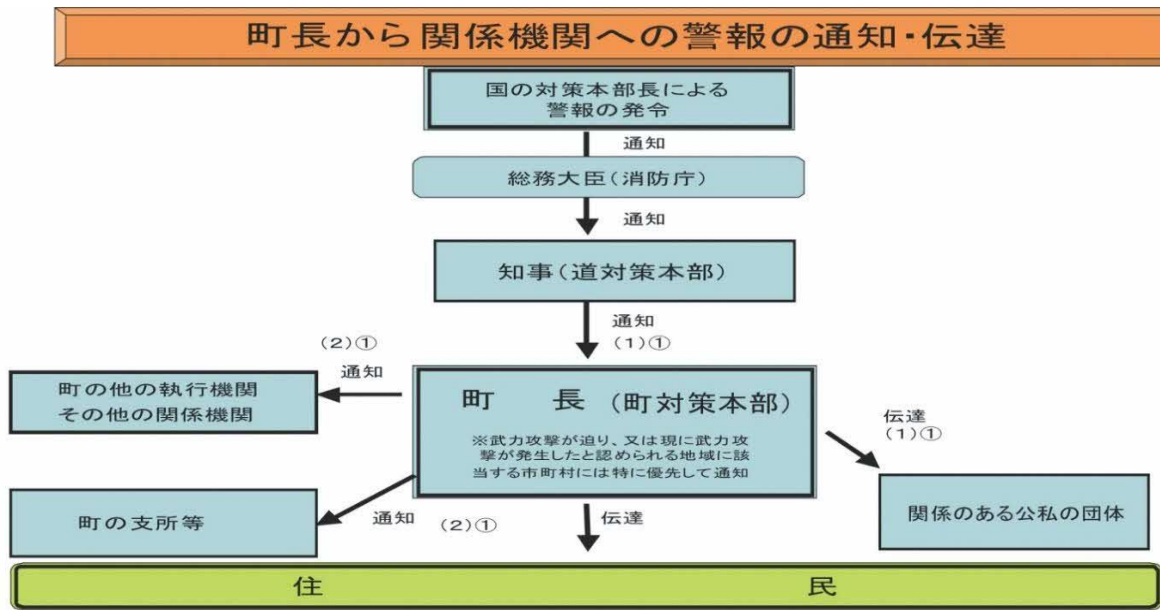 町長から関係機関への警報の通知・伝達
国の対策本部長による
警報の発令
通知
総務大臣(消防庁)
通知
知事(道対策本部)
通知
(1)①
(2)①
通知
町の他の執行機関
その他の関係機関
町 長(町対策本部)
※武力攻撃が迫り、又は現に武力攻
撃が発生したと認められる地域に該
当する市町村には特に優先して通知
伝達
(1)①
関係のある公私の団体
町の支所等
通知 (2)①
伝達
住 民